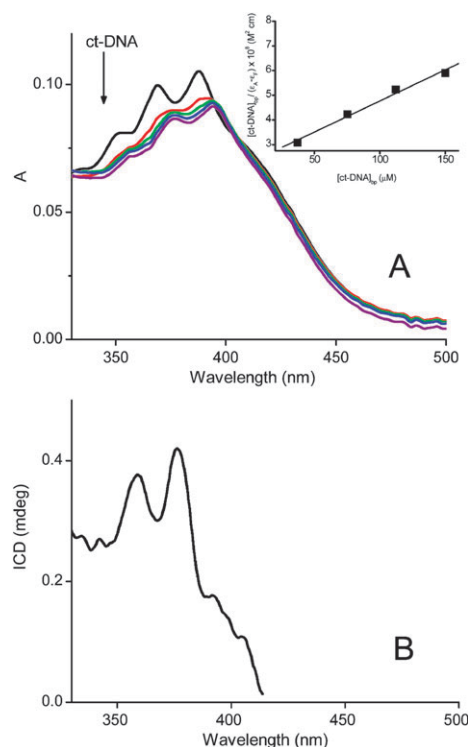 A
ct-DNA
[ct-DNA]bp/ (εA-εF) x 10⁹ (M² cm)
8
7
6
5
4
3
50
100
150
[ct-DNA]bp (μM)
0.10
0.05
0.00
A
A
350
400
450
500
Wavelength (nm)
ICD (mdeg)
0.4
0.2
0.0
B
350
400
450
500
Wavelength (nm)